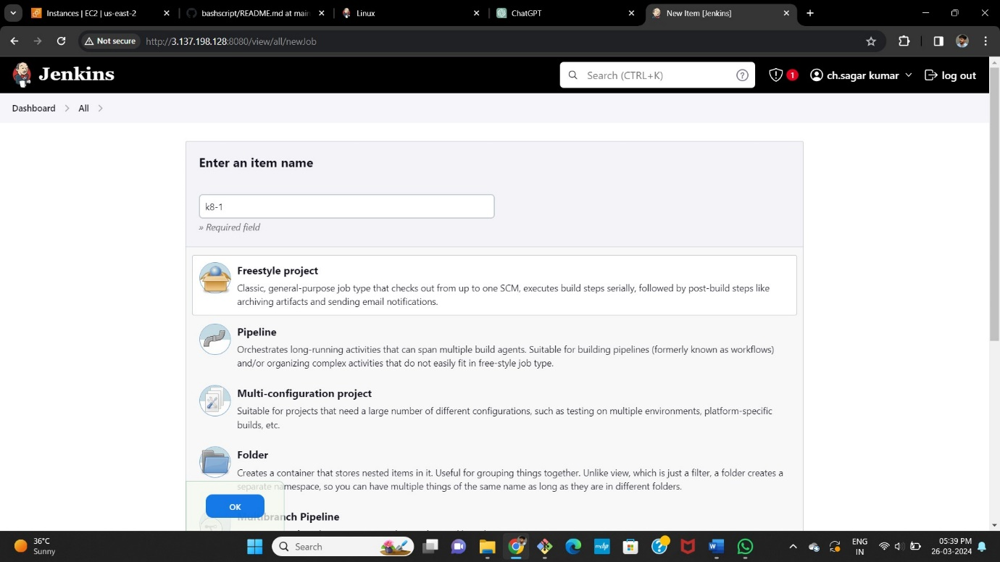 Instances | EC2 | us-east-2
bashscript/README.md at main
Linux
ChatGPT
New Item [Jenkins]
Not secure
http://3.137.198.128:8080/view/all/newJob
Jenkins
Search (CTRL+K)
1
ch.sagar kumar
log out
Dashboard
All
Enter an item name
k8-1
» Required field
Freestyle project
Classic, general-purpose job type that checks out from up to one SCM, executes build steps serially, followed by post-build steps like
archiving artifacts and sending email notifications.
Pipeline
Orchestrates long-running activities that can span multiple build agents. Suitable for building pipelines (formerly known as workflows)
and/or organizing complex activities that do not easily fit in free-style job type.
Multi-configuration project
Suitable for projects that need a large number of different configurations, such as testing on multiple environments, platform-specific
builds, etc.
Folder
Creates a container that stores nested items in it. Useful for grouping things together. Unlike view, which is just a filter, a folder creates a
separate namespace, so you can have multiple things of the same name as long as they are in different folders.
OK
Multibranch Pipeline
36°C
Sunny
Search
myhp
ENG
IN
05:39 PM
26-03-2024